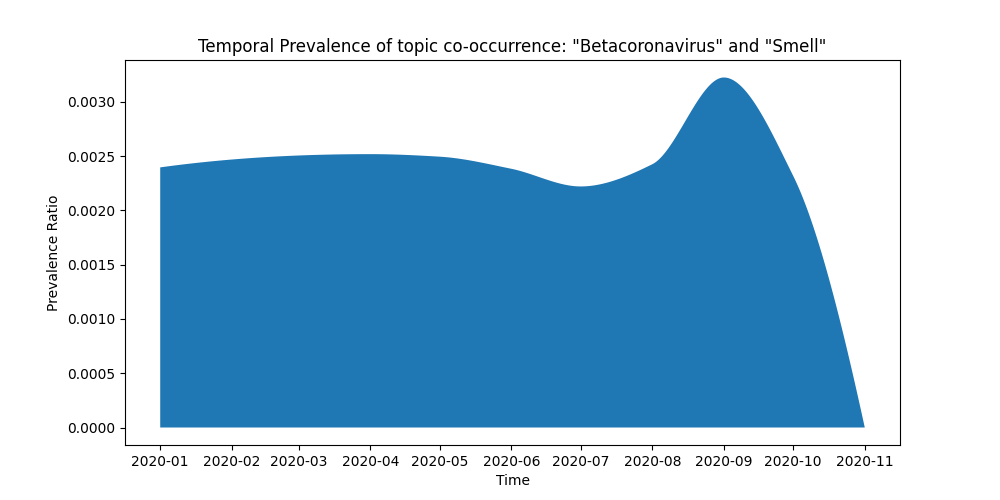 Temporal Prevalence of topic co-occurrence: "Betacoronavirus" and "Smell"
Prevalence Ratio
0.0030
0.0025
0.0020
0.0015
0.0010
0.0005
0.0000
2020-01 2020-02 2020-03 2020-04 2020-05 2020-06 2020-07 2020-08 2020-09 2020-10 2020-11
Time